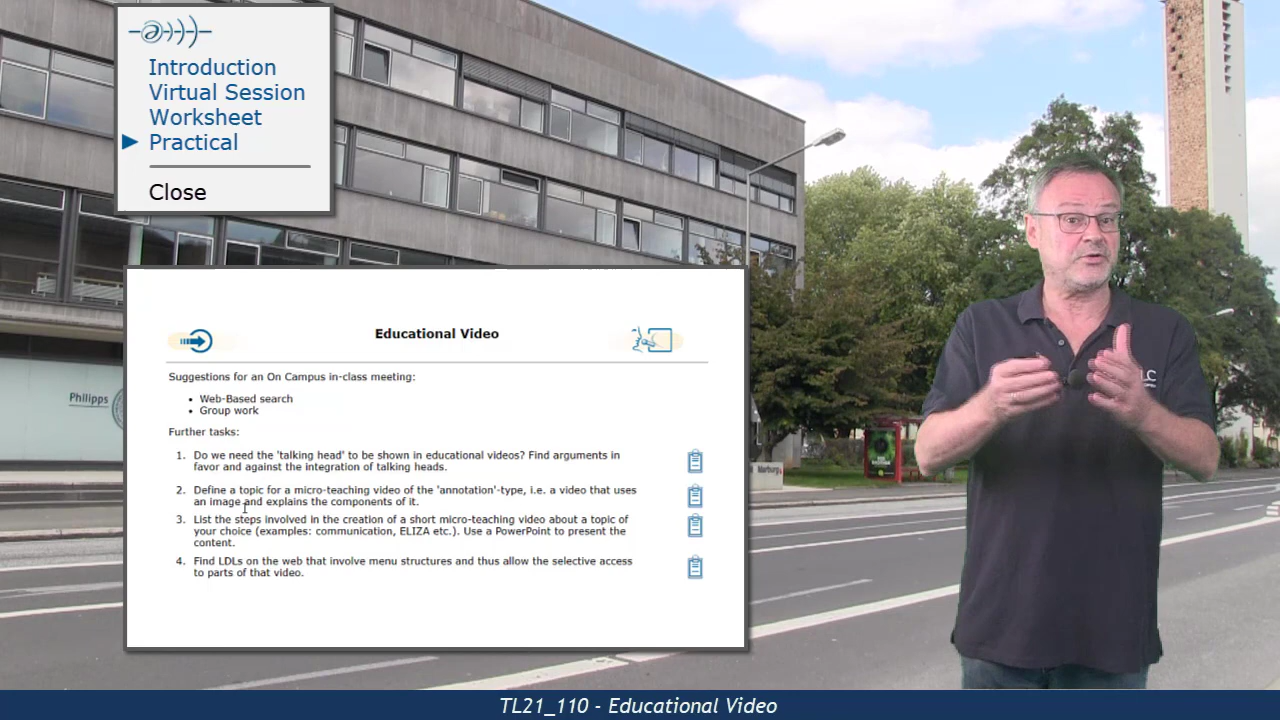 Introduction
Virtual Session
Worksheet
Practical
Close
Educational Video
Suggestions for an On Campus in-class meeting:
• Web-Based search
• Group work
Further tasks:
1. Do we need the 'talking head' to be shown in educational videos? Find arguments in
favor and against the integration of talking heads.
2. Define a topic for a micro-teaching video of the 'annotation'-type, i.e. a video that uses
an image and explains the components of it.
3. List the steps involved in the creation of a short micro-teaching video about a topic of
your choice (examples: communication, ELIZA etc.). Use a PowerPoint to present the
content.
4. Find LDLs on the web that involve menu structures and thus allow the selective access
to parts of that video.
Philipps
Marburg
LC
TL21_110 - Educational Video